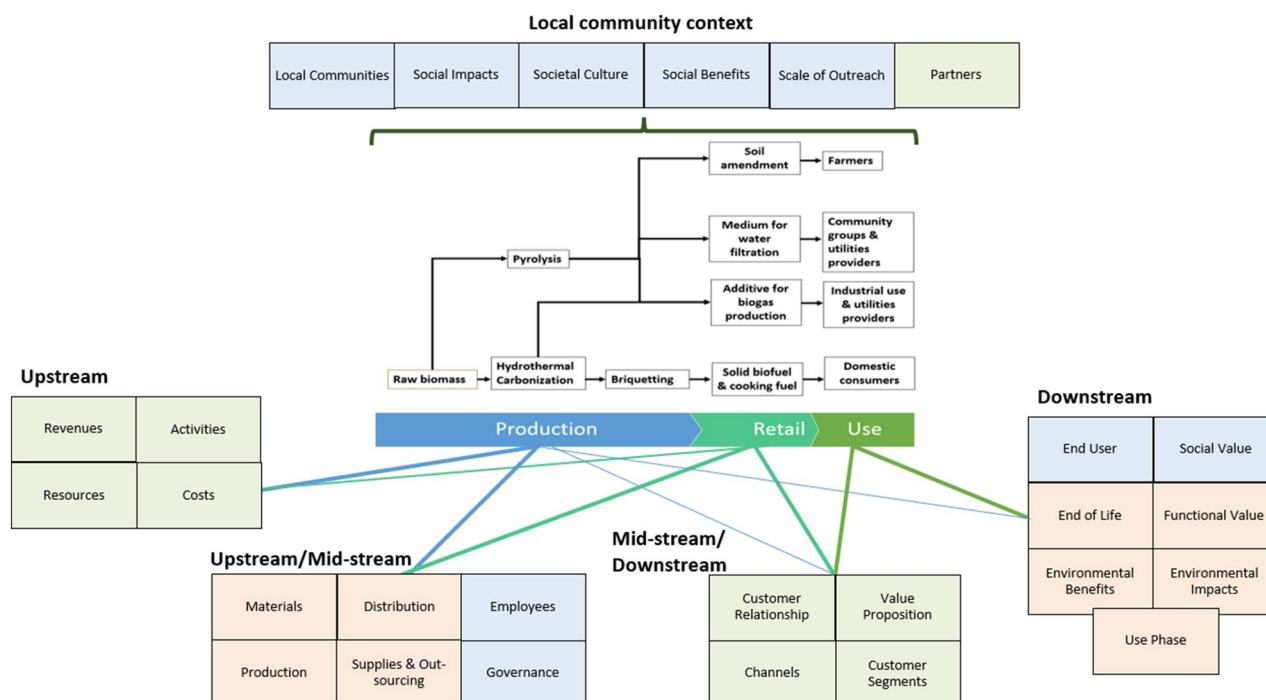 Local community context
Local Communities
Social Impacts
Societal Culture
Social Benefits
Scale of Outreach
Partners
Soil
amendment
Farmers
Medium for
water
filtration
Community
groups &
utilities
providers
Pyrolysis
Additive for
biogas
production
Industrial use
& utilities
providers
Raw biomass
Hydrothermal
Carbonization
Briquetting
Solid biofuel
& cooking fuel
Domestic
consumers
Production
Retail
Use
Upstream
Revenues
Activities
Resources
Costs
Upstream/Mid-stream
Materials
Distribution
Employees
Production
Supplies & Out-
sourcing
Governance
Mid-stream/
Downstream
Customer
Relationship
Value
Proposition
Channels
Customer
Segments
Downstream
End User
Social Value
End of Life
Functional Value
Environmental
Benefits
Environmental
Impacts
Use Phase